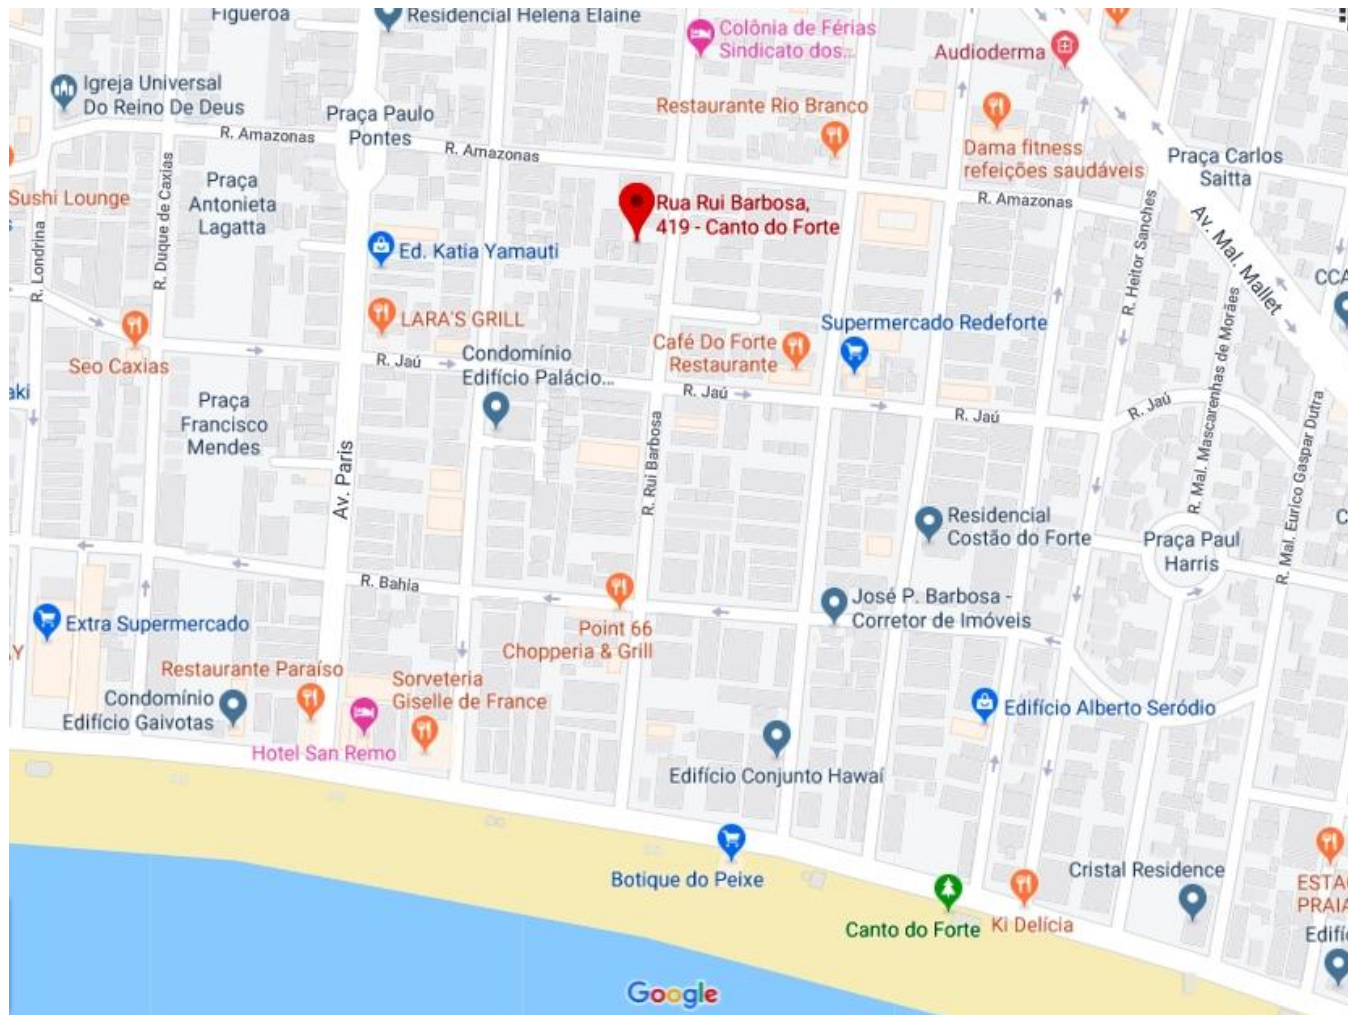 Figueroa
Residencial Helena Elaine
Colônia de Férias
Sindicato dos...
Audioderma
Igreja Universal
Do Reino De Deus
Praça Paulo
Pontes
Restaurante Rio Branco
R. Amazonas
R. Amazonas
Dama fitness
refeições saudáveis
Praça Carlos
Saitta
Sushi Lounge
Praça
Antonieta
Lagatta
R. Duque de Caxias
Rua Rui Barbosa,
419 - Canto do Forte
R. Amazonas
R. Heitor Sanches
Av. Mal. Mallet
R. Londrina
Ed. Katia Yamauti
CCA
LARA'S GRILL
Supermercado Redeforte
R. Mal. Mascarenhas de Morães
Seo Caxias
R. Jaú
Condomínio
Edifício Palácio...
Café Do Forte
Restaurante
aki
Praça
Francisco
Mendes
R. Jaú
R. Jaú
R. Jaú
R. Mal. Eurico Gaspar Dutra
Av. Paris
R. Rui Barbosa
Residencial
Costão do Forte
Praça Paul
Harris
C
R. Bahia
José P. Barbosa -
Corretor de Imóveis
Extra Supermercado
Point 66
Chopperia & Grill
Y
Restaurante Paraíso
Sorveteria
Giselle de France
Condomínio
Edifício Gaivotas
Edifício Alberto Seródio
Hotel San Remo
Edifício Conjunto Hawaí
Botique do Peixe
Cristal Residence
ESTA
PRAIA
Canto do Forte
Ki Delícia
Edifíc
Google